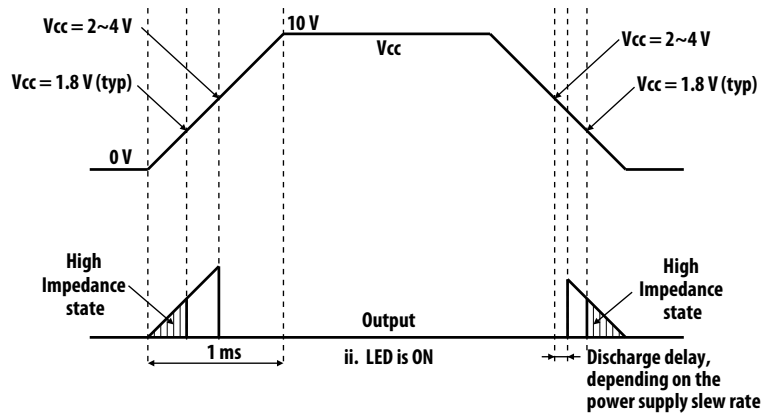 10 V
Vcc = 2~4 V
Vcc
Vcc = 2~4 V
Vcc = 1.8 V (typ)
Vcc = 1.8 V (typ)
0 V
High
Impedance
state
High
Impedance
state
Output
1 ms
ii. LED is ON
Discharge delay,
depending on the
power supply slew rate